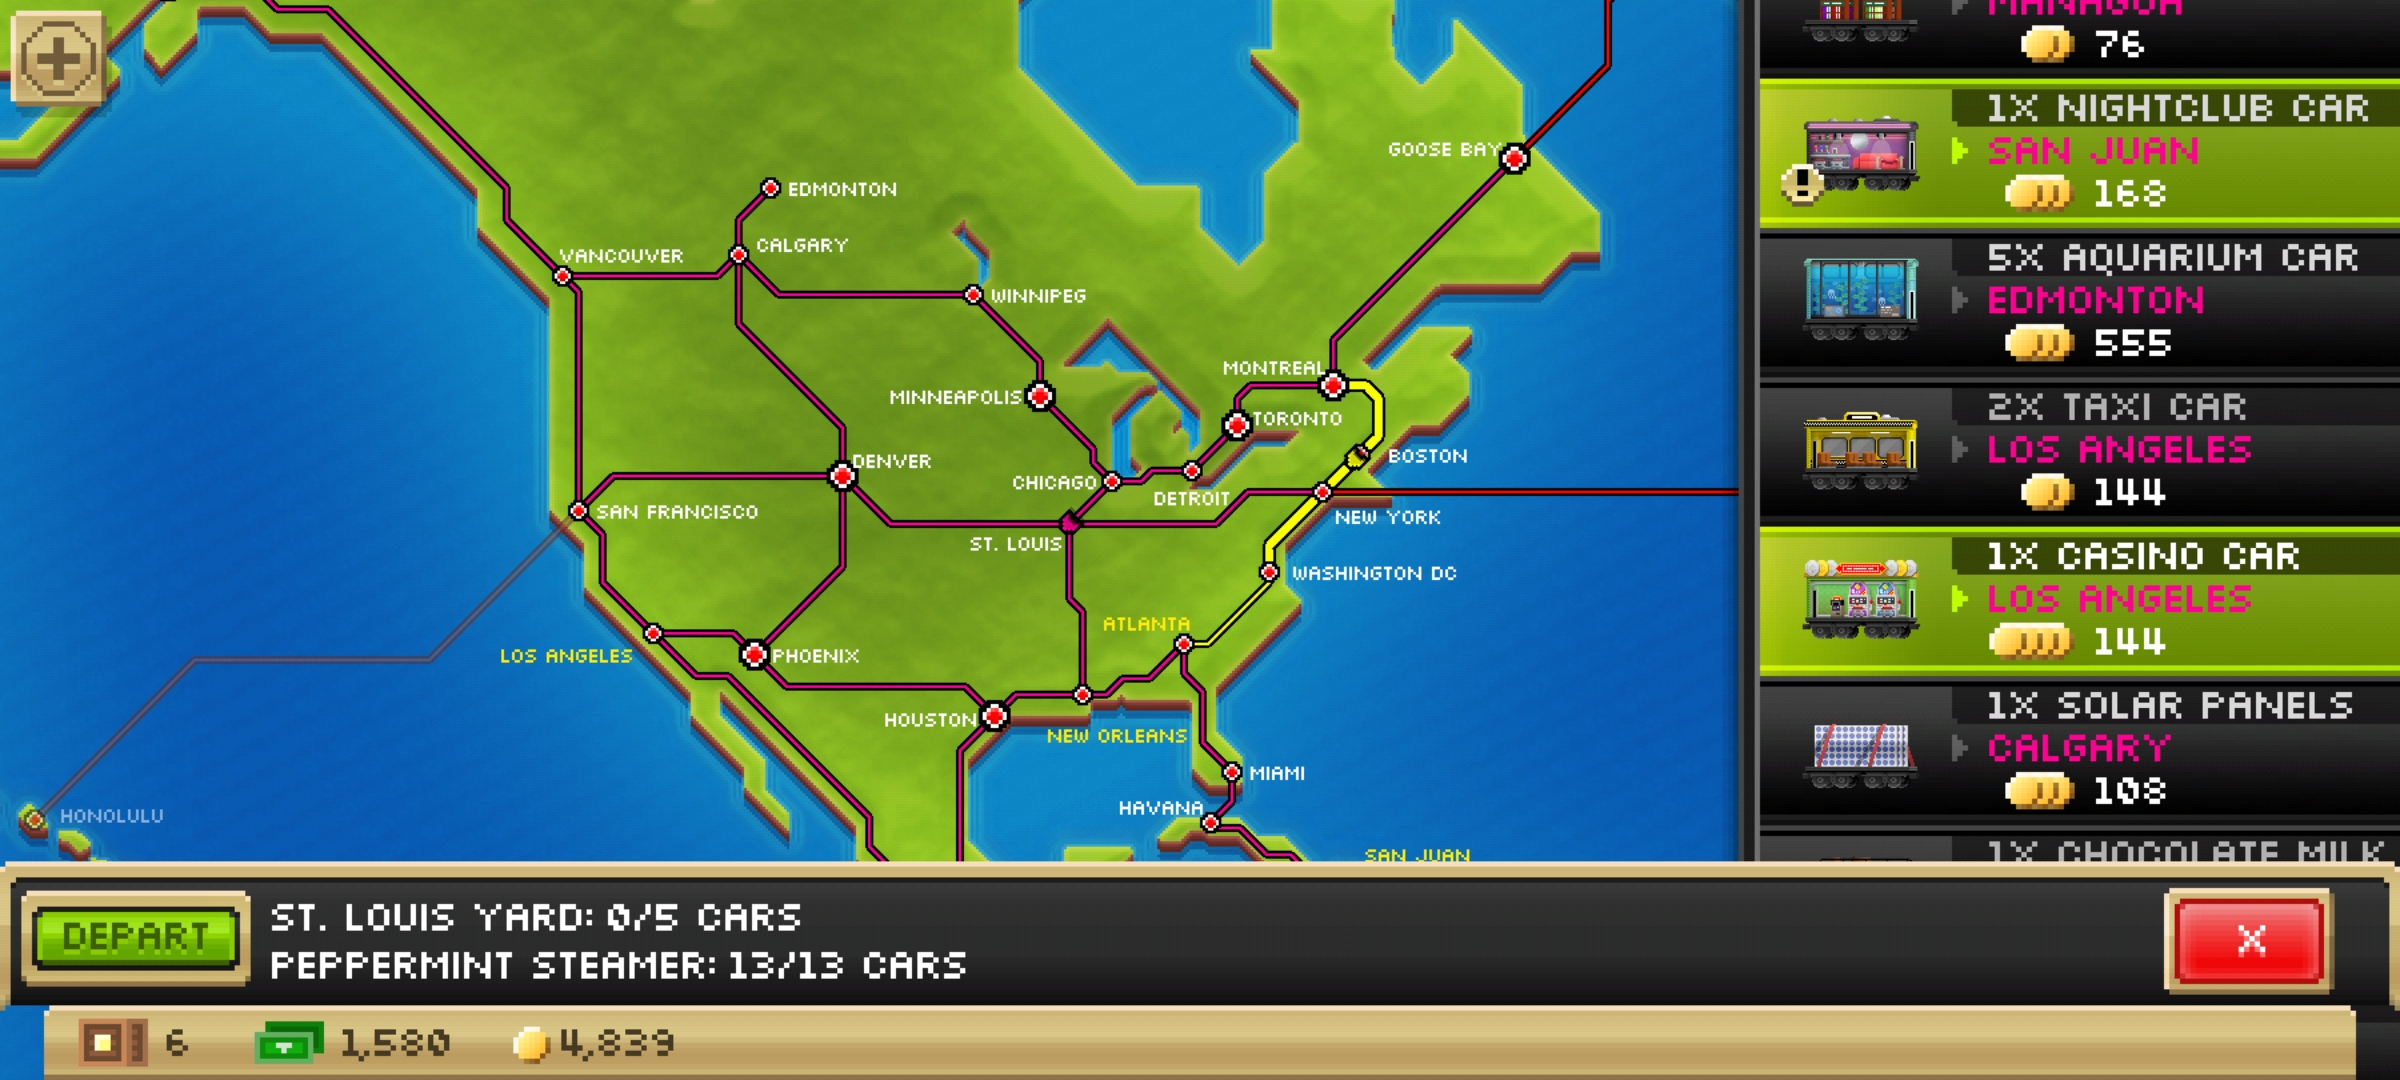 EDMONTON
CALGARY
VANCOUVER
WINNIPEG
GOOSE BAY
MONTREAL
MINNEAPOLIS
TORONTO
DENVER
CHICAGO
BOSTON
DETROIT
SAN FRANCISCO
NEW YORK
ST. LOUIS
WASHINGTON DC
ATLANTA
LOS ANGELES
PHOENIX
HOUSTON
NEW ORLEANS
MIAMI
HAVANA
HONOLULU
SAN JUAN
MANAGUA
76
1X NIGHTCLUB CAR
SAN JUAN
168
5X AQUARIUM CAR
EDMONTON
555
2X TAXI CAR
LOS ANGELES
144
1X CASINO CAR
LOS ANGELES
144
1X SOLAR PANELS
CALGARY
108
1X CHOCOLATE MILK
DEPART
ST. LOUIS YARD: 0/5 CARS
PEPPERMINT STEAMER: 13/13 CARS
X
6
1,580
4,839